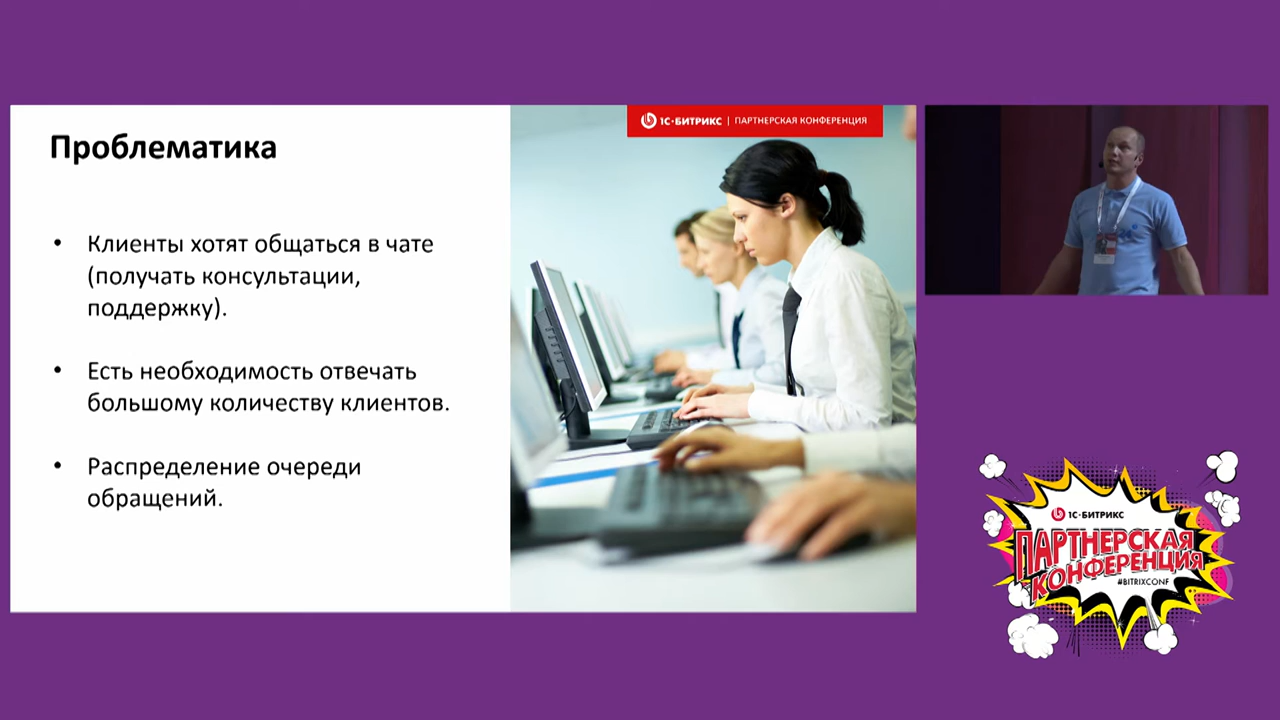 Проблематика
• Клиенты хотят общаться в чате
(получать консультации,
поддержку).
• Есть необходимость отвечать
большому количеству клиентов.
• Распределение очереди
обращений.
1С-БИТРИКС | ПАРТНЕРСКАЯ КОНФЕРЕНЦИЯ
1С-БИТРИКС
ПАРТНЕРСКАЯ
КОНФЕРЕНЦИЯ
#BITRIXCONF